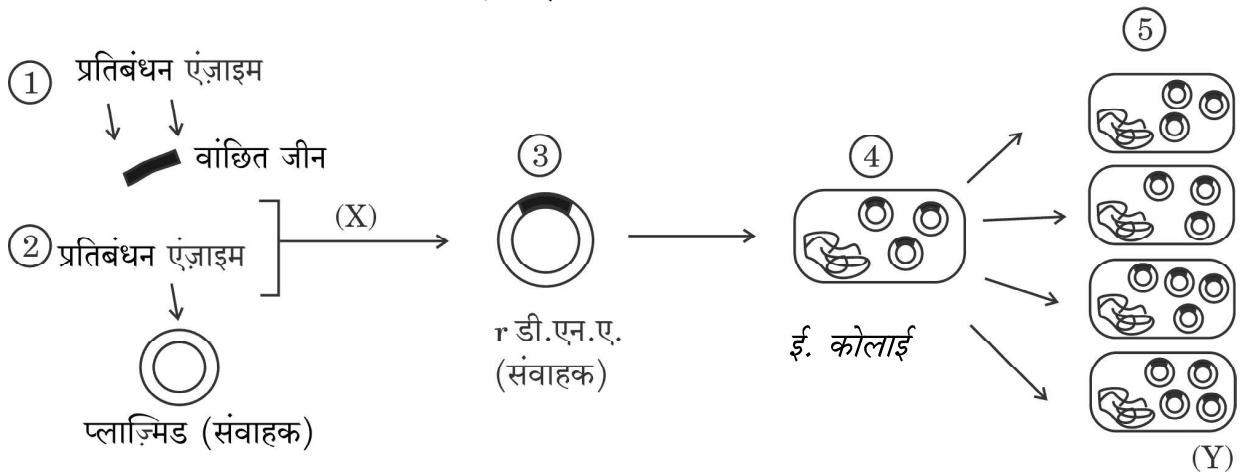 ①
प्रतिबंधन एंज़ाइम
वांछित जीन
②
प्रतिबंधन एंज़ाइम
प्लाज़्मिड (संवाहक)
(X)
③
r डी.एन.ए.
(संवाहक)
④
ई. कोलाई
⑤
(Y)